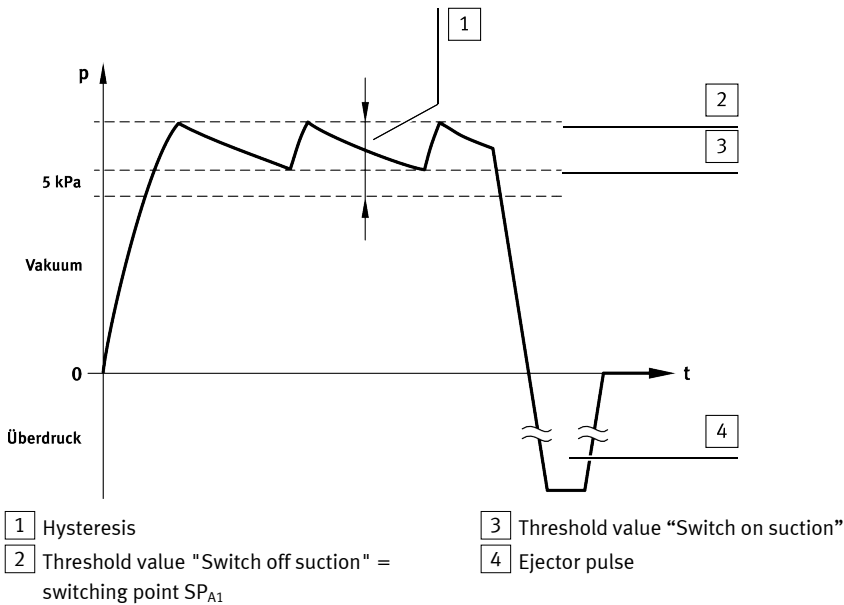 1
p
2
3
5 kPa
Vakuum
0
t
Überdruck
4
1 Hysteresis
2 Threshold value "Switch off suction" =
switching point SPA1
3 Threshold value “Switch on suction”
4 Ejector pulse